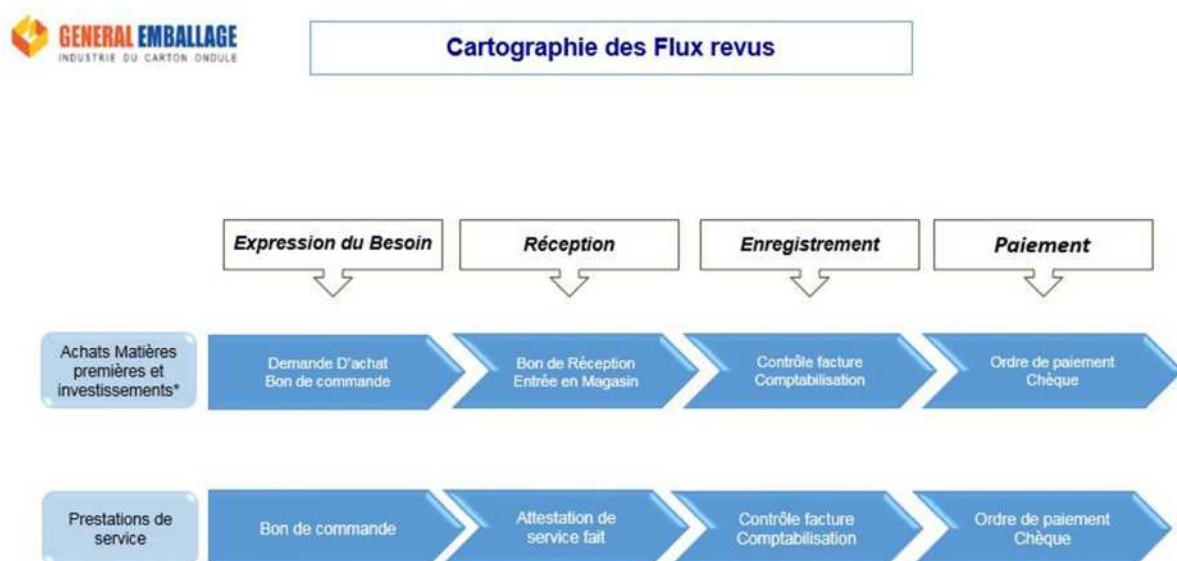 GENERAL EMBALLAGE
INDUSTRIE DU CARTON ONDULE
Cartographie des Flux revus
Expression du Besoin
Réception
Enregistrement
Paiement
Achats Matières
premières et
investissements*
Demande D'achat
Bon de commande
Bon de Réception
Entrée en Magasin
Contrôle facture
Comptabilisation
Ordre de paiement
Chèque
Prestations de
service
Bon de commande
Attestation de
service fait
Contrôle facture
Comptabilisation
Ordre de paiement
Chèque